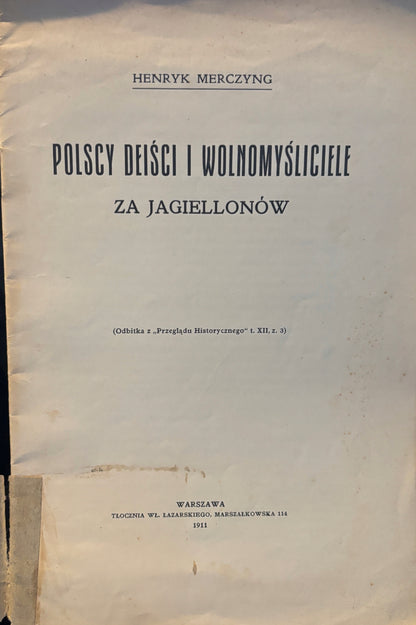 HENRYK MERCZYNG
POLSCY DEIŚCI I WOLNOMYŚLICIELE
ZA JAGIELLONÓW
(Odbitka z „Przeglądu Historycznego" t. XII, z. 3)
WARSZAWA
TŁOCZNIA WŁ. ŁAZARSKIEGO, MARSZAŁKOWSKA 114
1911